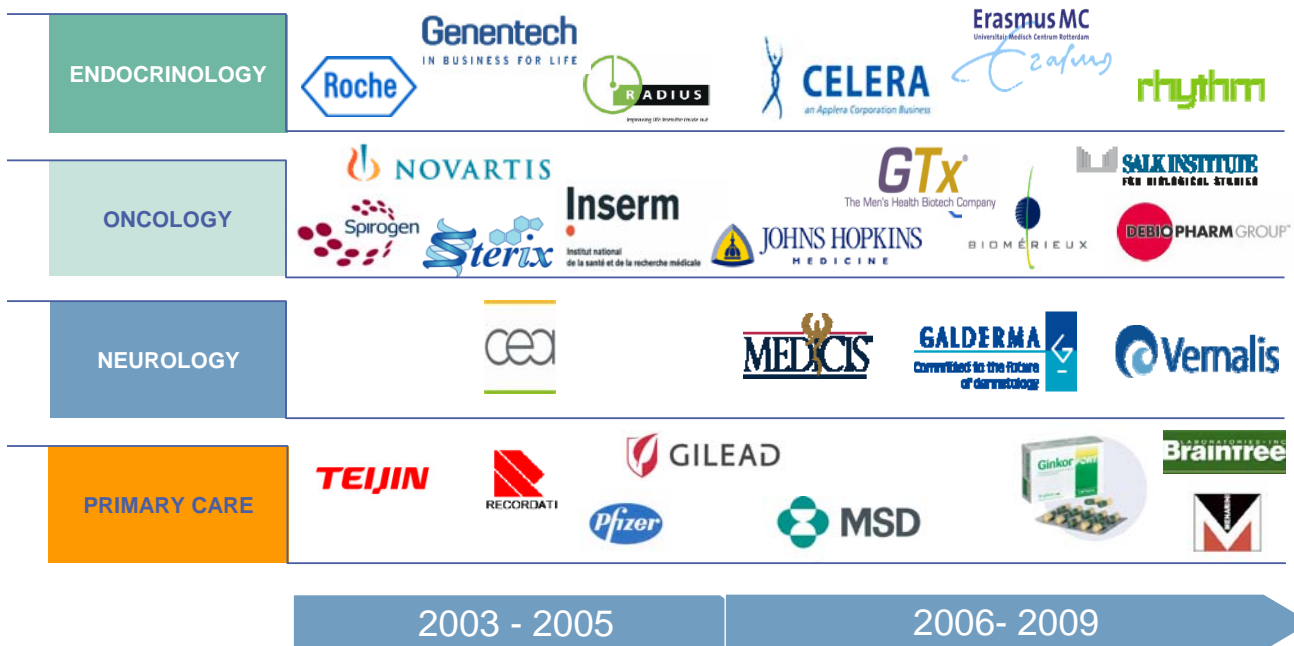 ENDOCRINOLOGY
Roche
Genentech
IN BUSINESS FOR LIFE
RADIUS
CELERA
an Applera Corporation Business
Erasmus MC
Universitair Medisch Centrum Rotterdam
Erasmus
rhythm
ONCOLOGY
NOVARTIS
Spirogen
Sterix
Inserm
Institut national
de la santé et de la recherche médicale
JOHNS HOPKINS
MEDICINE
GTx
The Men's Health Biotech Company
BIOMÉRIEUX
SALK INSTITUTE
FOR BIOLOGICAL STUDIES
DEBIOPHARM GROUP™
NEUROLOGY
cea
MEDICIS
GALDERMA
Committed to the future
of dermatology
Vernalis
PRIMARY CARE
TEIJIN
RECORDATI
GILEAD
Pfizer
MSD
Ginkor FORT
LABORATORIES INC
Braintree
MENARINI
2003 - 2005
2006- 2009